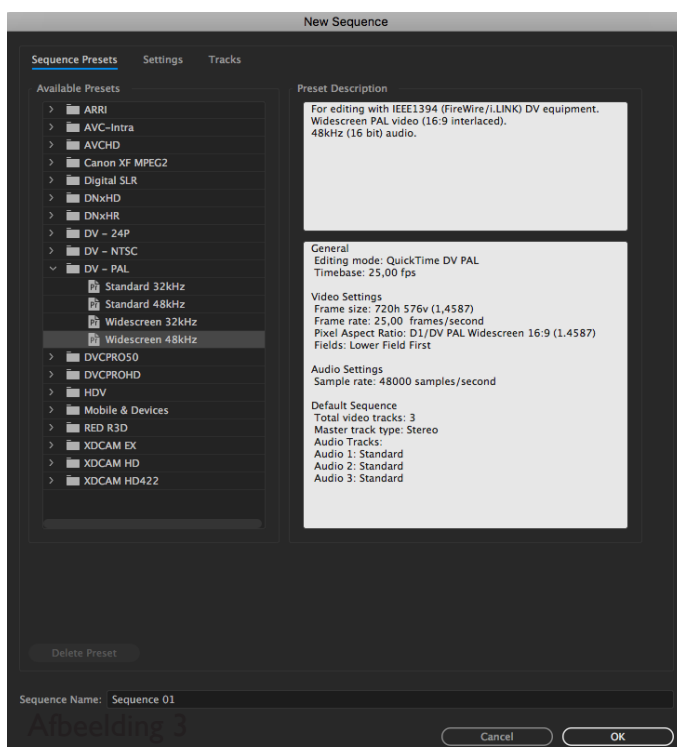 New Sequence
Sequence Presets Settings Tracks
Available Presets
ARRI
AVC-Intra
AVCHD
Canon XF MPEG2
Digital SLR
DNxHD
DNxHR
DV - 24P
DV - NTSC
DV - PAL
Standard 32kHz
Standard 48kHz
Widescreen 32kHz
Widescreen 48kHz
DVCPRO50
DVCPROHD
HDV
Mobile & Devices
RED R3D
XDCAM EX
XDCAM HD
XDCAM HD422
Preset Description
For editing with IEEE1394 (FireWire/i.LINK) DV equipment.
Widescreen PAL video (16:9 interlaced).
48kHz (16 bit) audio.
General
Editing mode: QuickTime DV PAL
Timebase: 25,00 fps
Video Settings
Frame size: 720h 576v (1,4587)
Frame rate: 25,00 frames/second
Pixel Aspect Ratio: D1/DV PAL Widescreen 16:9 (1.4587)
Fields: Lower Field First
Audio Settings
Sample rate: 48000 samples/second
Default Sequence
Total video tracks: 3
Master track type: Stereo
Audio Tracks:
Audio 1: Standard
Audio 2: Standard
Audio 3: Standard
Delete Preset
Sequence Name: Sequence 01
Afbeelding 3
Cancel OK